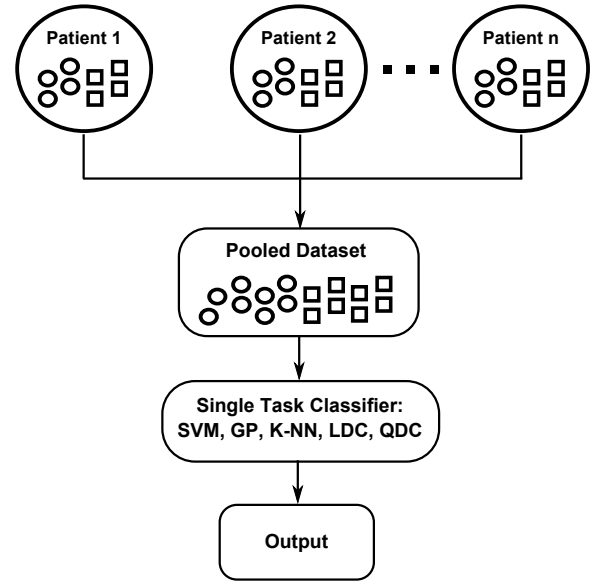 Patient 1
Patient 2
Patient n
Pooled Dataset
Single Task Classifier:
SVM, GP, K-NN, LDC, QDC
Output